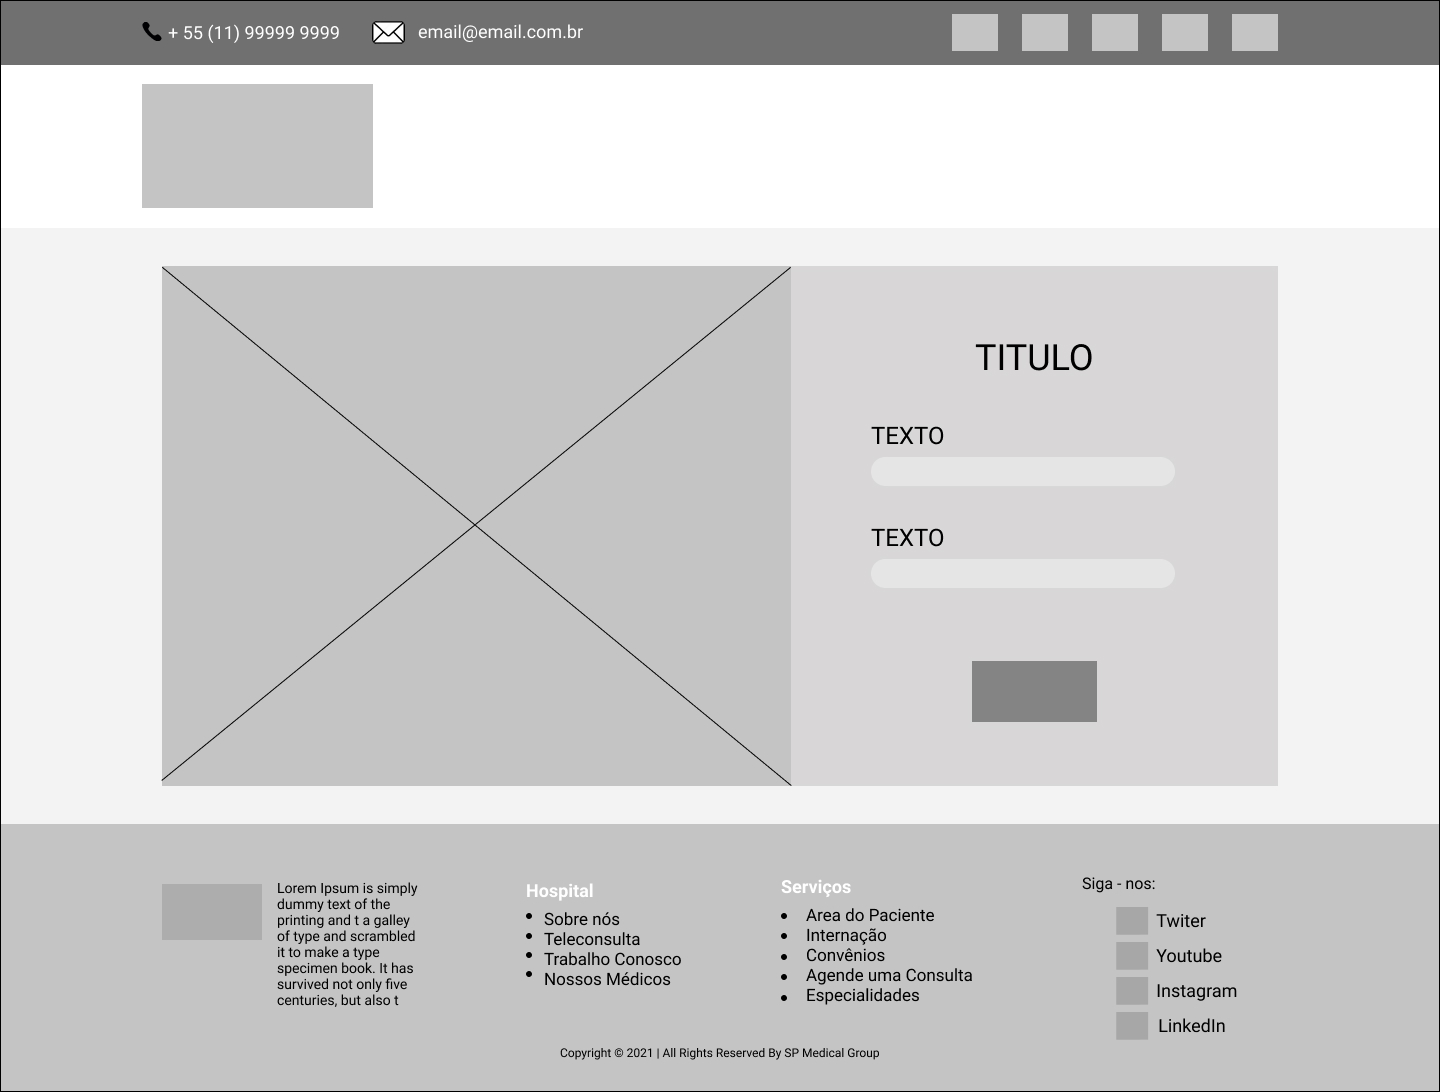 + 55 (11) 99999 9999
email@email.com.br
TITULO
TEXTO
TEXTO
Lorem Ipsum is simply
dummy text of the
printing and t a galley
of type and scrambled
it to make a type
specimen book. It has
survived not only five
centuries, but also t
Hospital
Sobre nós
Teleconsulta
Trabalho Conosco
Nossos Médicos
Serviços
Area do Paciente
Internação
Convênios
Agende uma Consulta
Especialidades
Siga - nos:
Twiter
Youtube
Instagram
LinkedIn
Copyright © 2021 | All Rights Reserved By SP Medical Group